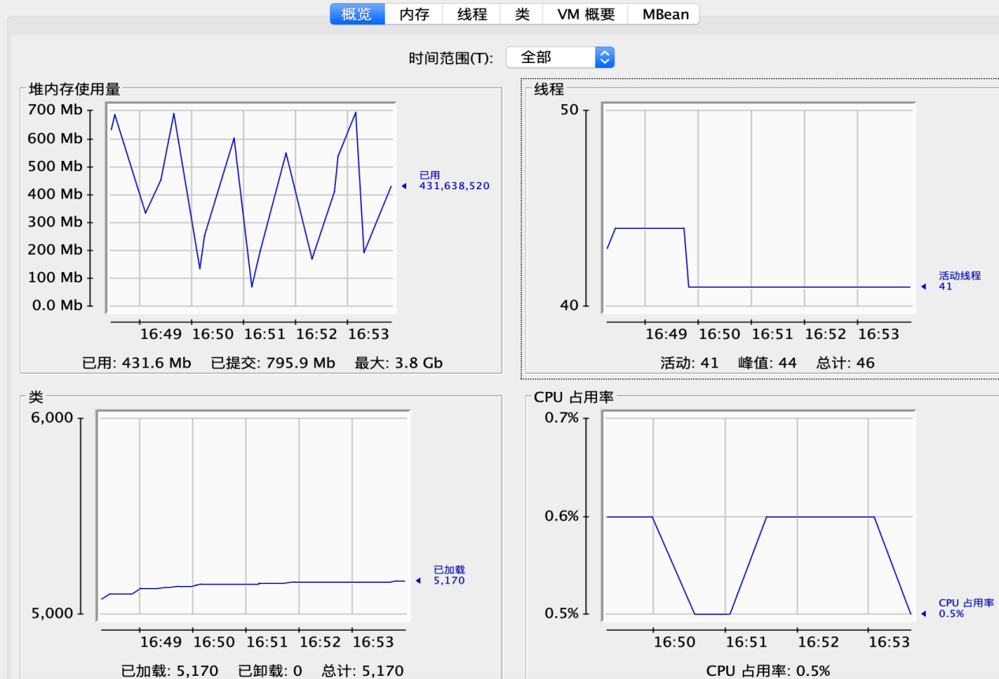 概览 内存 线程 类 VM 概要 MBean
时间范围(T): 全部
堆内存使用量
700 Mb
600 Mb
500 Mb
400 Mb
300 Mb
200 Mb
100 Mb
0.0 Mb
已用
431,638,520
16:49 16:50 16:51 16:52 16:53
已用: 431.6 Mb 已提交: 795.9 Mb 最大: 3.8 Gb
线程
50
40
活动线程
41
16:49 16:50 16:51 16:52 16:53
活动: 41 峰值: 44 总计: 46
类
6,000
5,000
已加载
5,170
16:49 16:50 16:51 16:52 16:53
已加载: 5,170 已卸载: 0 总计: 5,170
CPU 占用率
0.7%
0.6%
0.5%
CPU 占用率
0.5%
16:50 16:51 16:52 16:53
CPU 占用率: 0.5%